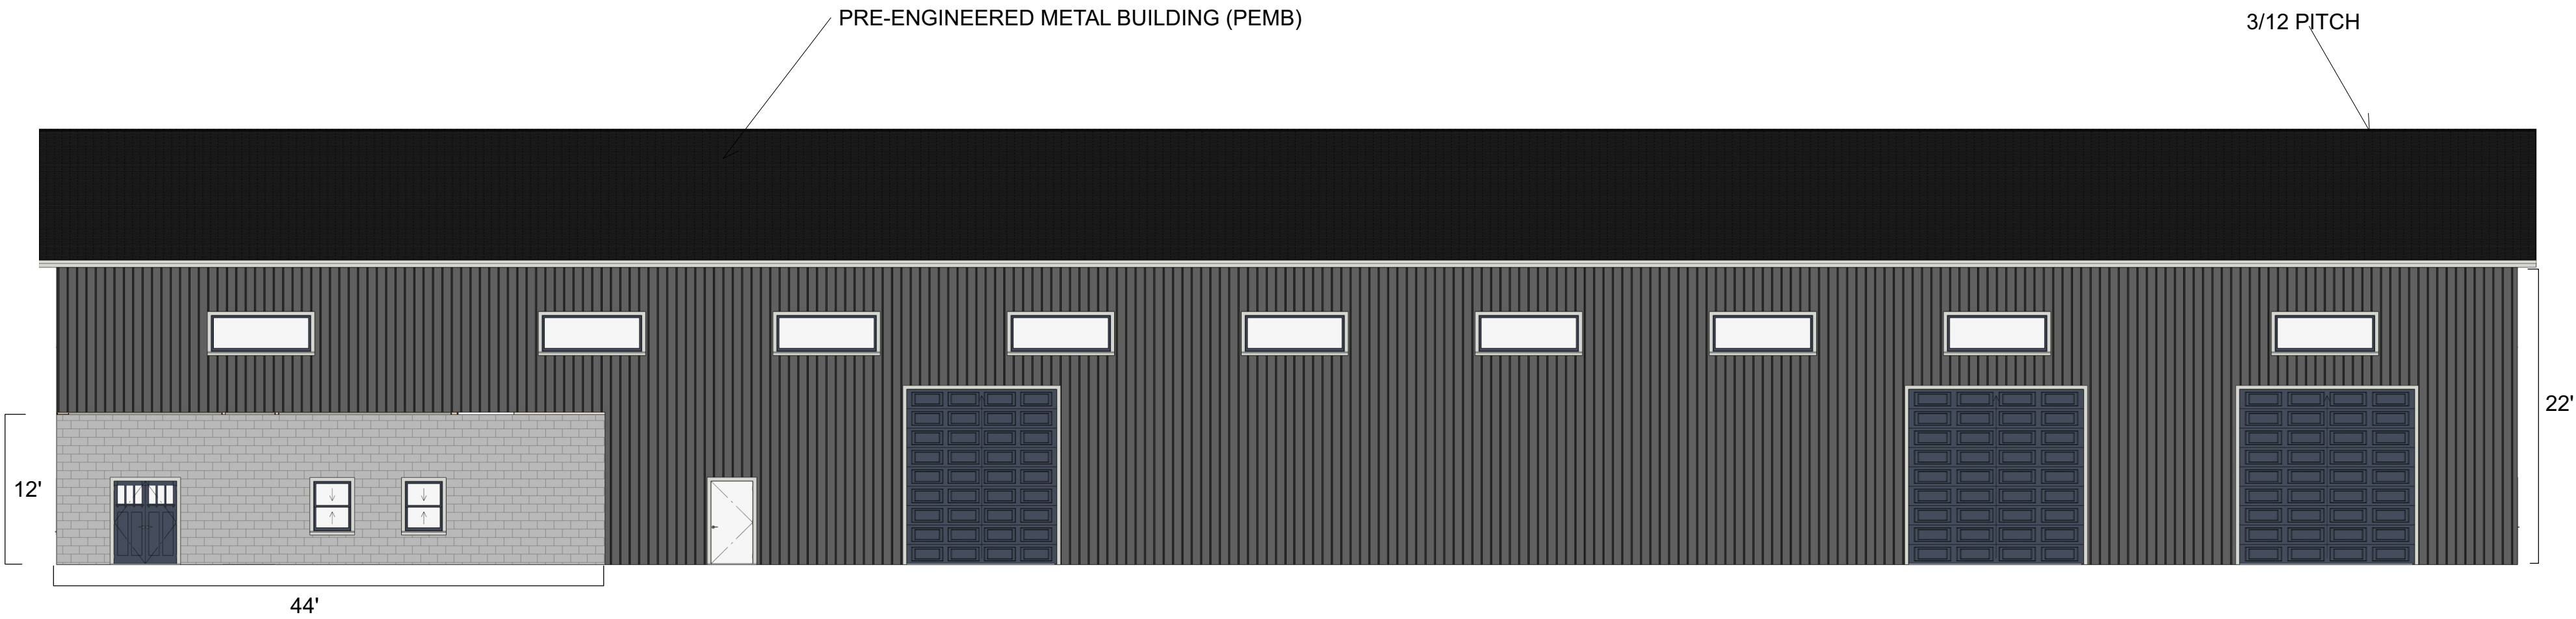 PRE-ENGINEERED METAL BUILDING (PEMB)
3/12 PITCH
22'
12'
44'